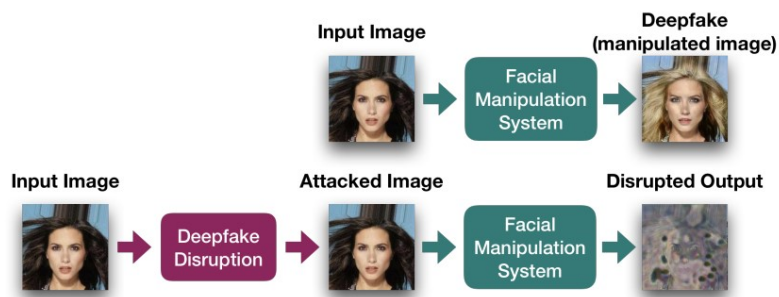 Input Image
Deepfake
(manipulated image)
Facial
Manipulation
System
Input Image
Attacked Image
Disrupted Output
Deepfake
Disruption
Facial
Manipulation
System